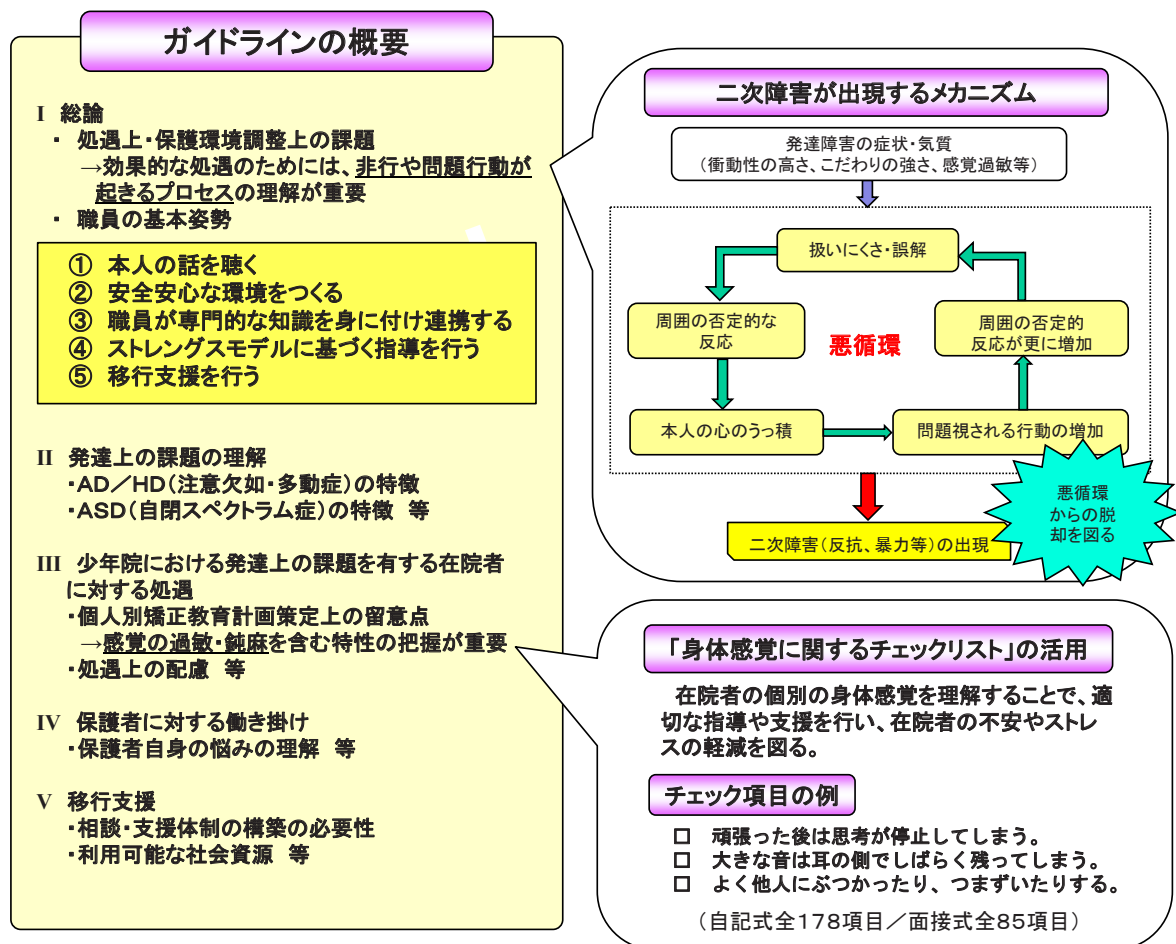 ガイドラインの概要
I 総論
・ 処遇上・保護環境調整上の課題
→効果的な処遇のためには、非行や問題行動が
起きるプロセスの理解が重要
・ 職員の基本姿勢
① 本人の話を聴く
② 安全安心な環境をつくる
③ 職員が専門的な知識を身に付け連携する
④ ストレングスモデルに基づく指導を行う
⑤ 移行支援を行う
II 発達上の課題の理解
・AD/HD(注意欠如・多動症)の特徴
・ASD(自閉スペクトラム症)の特徴 等
III 少年院における発達上の課題を有する在院者
に対する処遇
・個人別矯正教育計画策定上の留意点
→感覚の過敏・鈍麻を含む特性の把握が重要
・処遇上の配慮 等
IV 保護者に対する働き掛け
・保護者自身の悩みの理解 等
V 移行支援
・相談・支援体制の構築の必要性
・利用可能な社会資源 等
二次障害が出現するメカニズム
発達障害の症状・気質
(衝動性の高さ、こだわりの強さ、感覚過敏等)
扱いにくさ・誤解
周囲の否定的な
反応
悪循環
周囲の否定的
反応が更に増加
本人の心のうっ積
問題視される行動の増加
悪循環
からの脱
却を図る
二次障害(反抗、暴力等)の出現
「身体感覚に関するチェックリスト」の活用
在院者の個別の身体感覚を理解することで、適
切な指導や支援を行い、在院者の不安やストレ
スの軽減を図る。
チェック項目の例
□ 頑張った後は思考が停止してしまう。
□ 大きな音は耳の側でしばらく残ってしまう。
□ よく他人にぶつかったり、つまずいたりする。
(自記式全178項目/面接式全85項目)